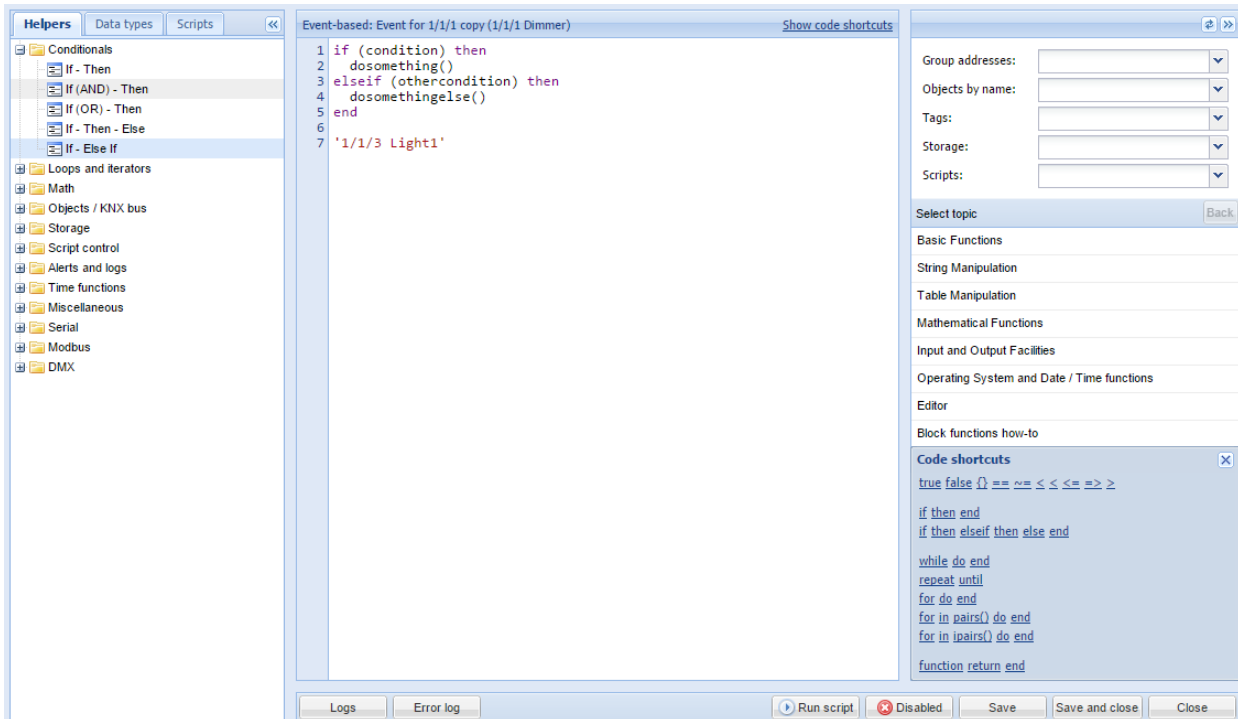 Helpers Data types Scripts
Conditionals
If - Then
If (AND) - Then
If (OR) - Then
If - Then - Else
If - Else If
Loops and iterators
Math
Objects / KNX bus
Storage
Script control
Alerts and logs
Time functions
Miscellaneous
Serial
Modbus
DMX
Event-based: Event for 1/1/1 copy (1/1/1 Dimmer) Show code shortcuts
1 if (condition) then
2 dosomething()
3 elseif (othercondition) then
4 dosomethingelse()
5 end
6
7 '1/1/3 Light1'
Group addresses:
Objects by name:
Tags:
Storage:
Scripts:
Select topic Back
Basic Functions
String Manipulation
Table Manipulation
Mathematical Functions
Input and Output Facilities
Operating System and Date / Time functions
Editor
Block functions how-to
Code shortcuts
true false {} == ~= < < <= => >
if then end
if then elseif then else end
while do end
repeat until
for do end
for in pairs() do end
for in ipairs() do end
function return end
Logs Error log Run script Disabled Save Save and close Close